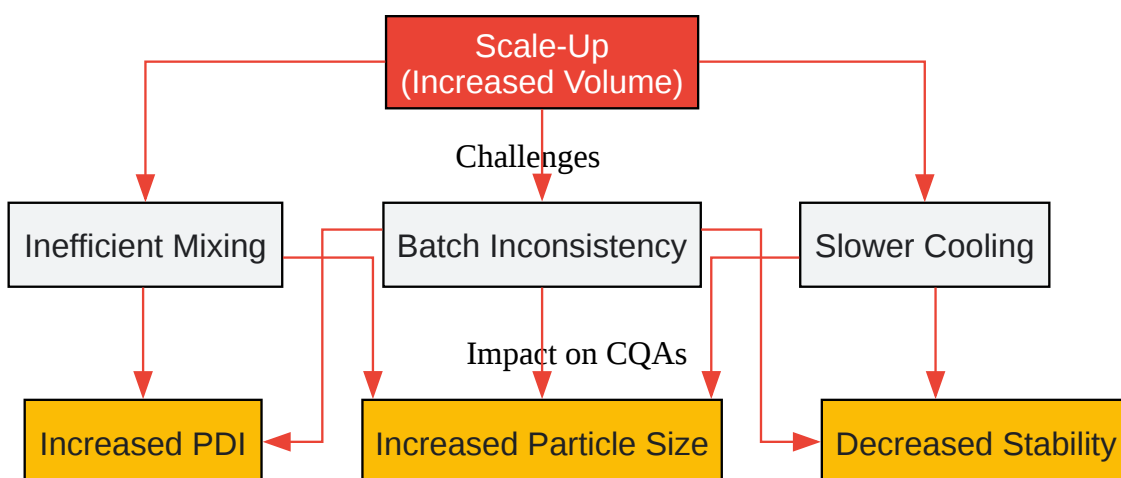 Scale-Up
(Increased Volume)
Challenges
Inefficient Mixing
Batch Inconsistency
Slower Cooling
Impact on CQAs
Increased PDI
Increased Particle Size
Decreased Stability